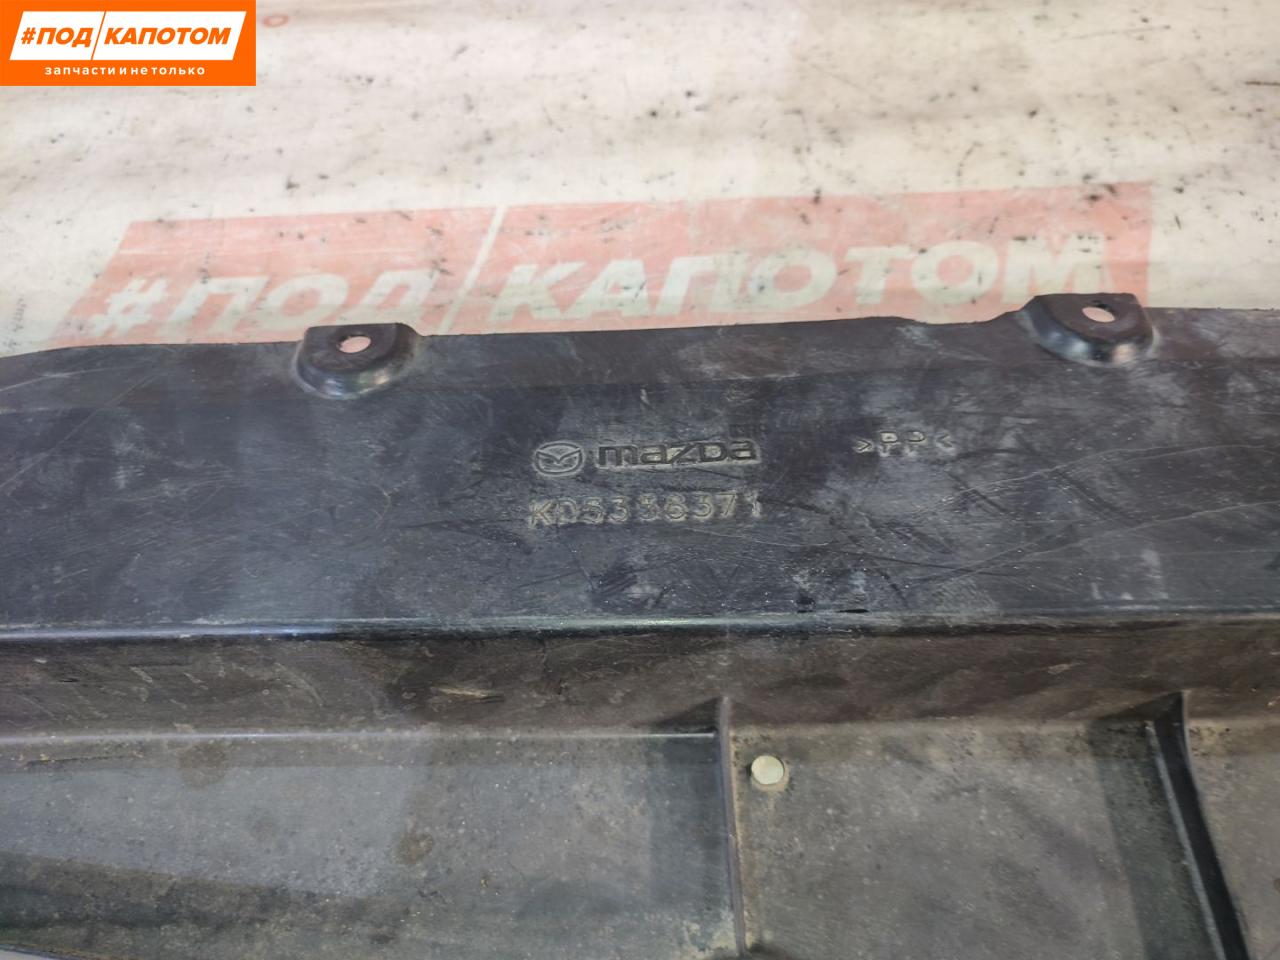 #ПОД КАПОТОМ
запчасти и не только
#ПОД КАПОТОМ
mazda
>PP<
KD5356371